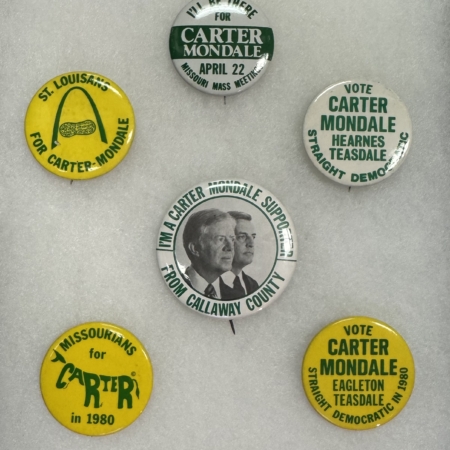 I'LL BE THERE
FOR
CARTER
MONDALE
APRIL 22
MISSOURI MASS MEETING
ST. LOUISANS
FOR CARTER-MONDALE
VOTE
CARTER
MONDALE
HEARNES
TEASDALE
STRAIGHT DEMOCRATIC
I'M A CARTER MONDALE SUPPORTER
FROM CALLAWAY COUNTY
MISSOURIANS
for
CARTER
in 1980
VOTE
CARTER
MONDALE
EAGLETON
TEASDALE
STRAIGHT DEMOCRATIC IN 1980